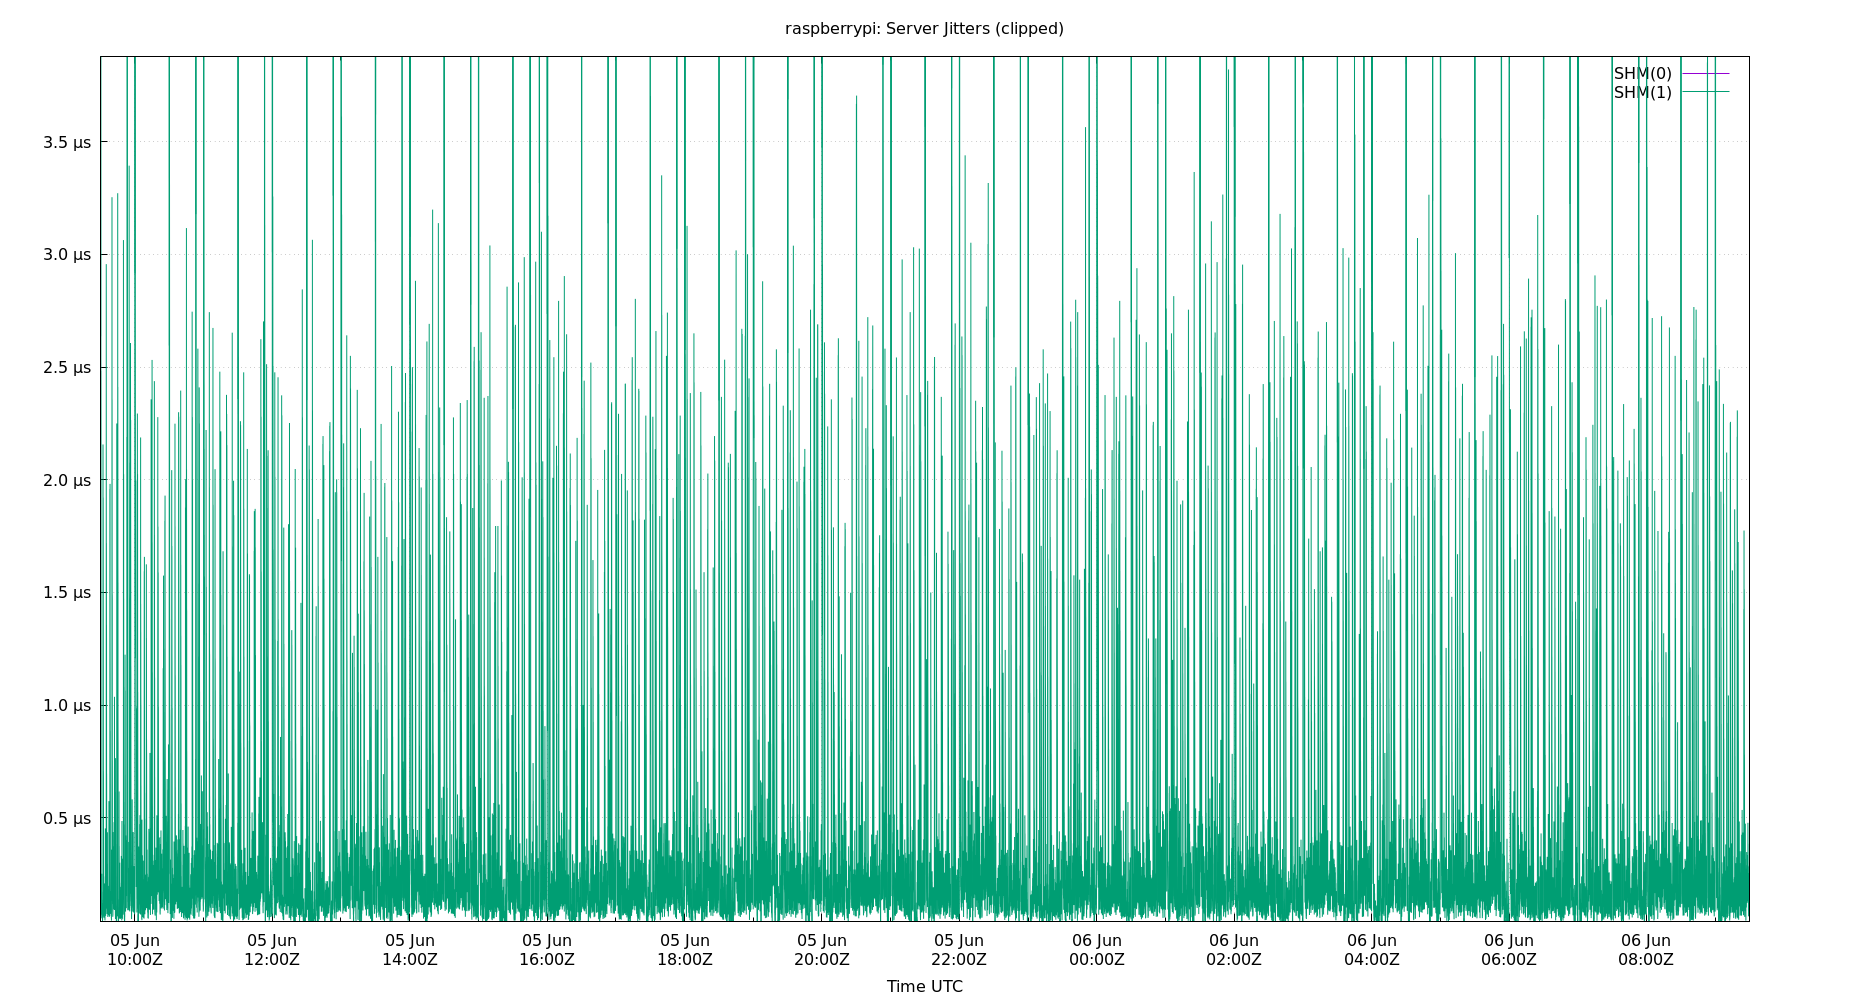 raspberrypi: Server Jitters (clipped)
SHM(0)
SHM(1)
3.5 µs
3.0 µs
2.5 µs
2.0 µs
1.5 µs
1.0 µs
0.5 µs
05 Jun 05 Jun 05 Jun 05 Jun 05 Jun 05 Jun 05 Jun 06 Jun 06 Jun 06 Jun 06 Jun 06 Jun
10:00Z 12:00Z 14:00Z 16:00Z 18:00Z 20:00Z 22:00Z 00:00Z 02:00Z 04:00Z 06:00Z 08:00Z
Time UTC